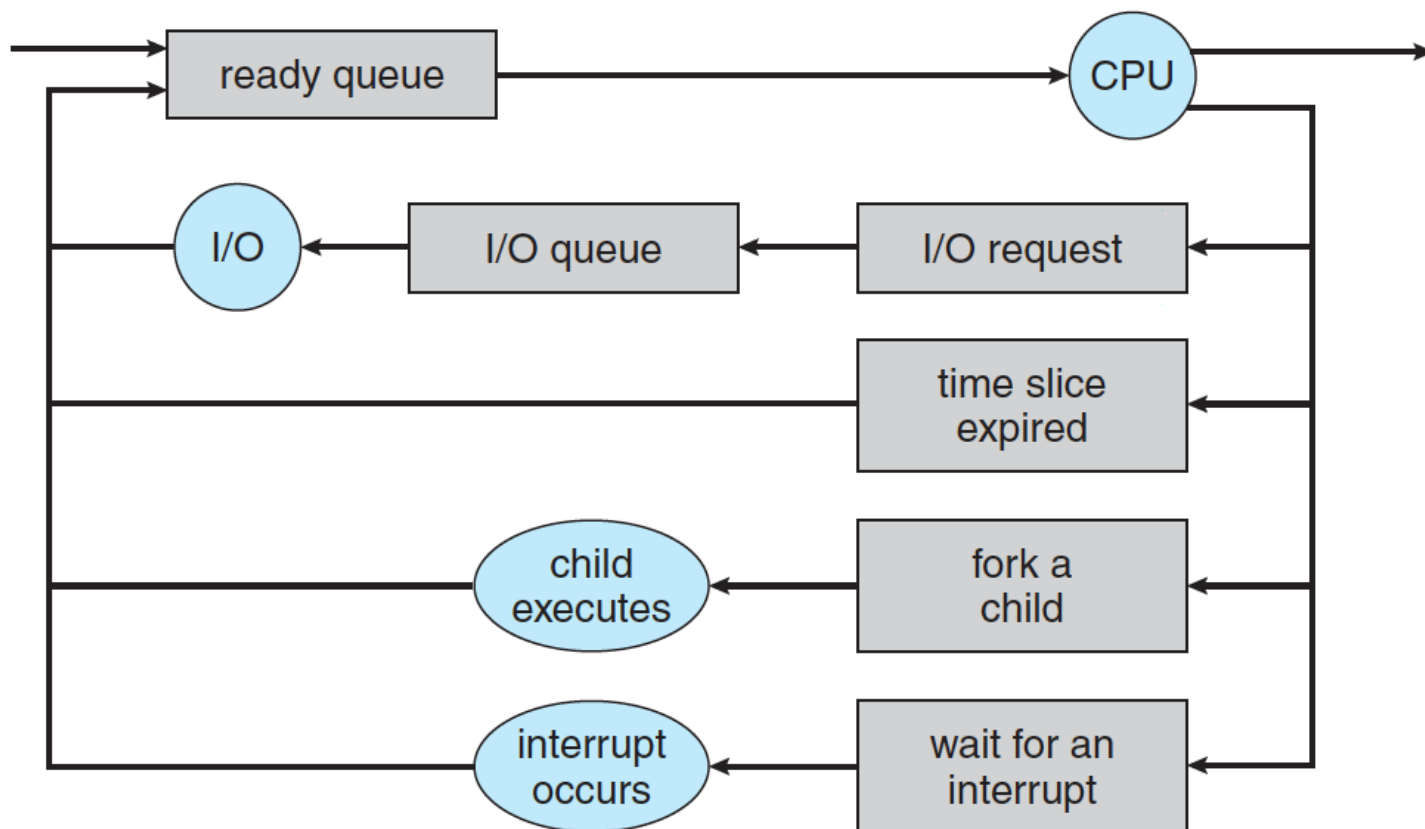 ready queue
CPU
I/O
I/O queue
I/O request
time slice
expired
child
executes
fork a
child
interrupt
occurs
wait for an
interrupt